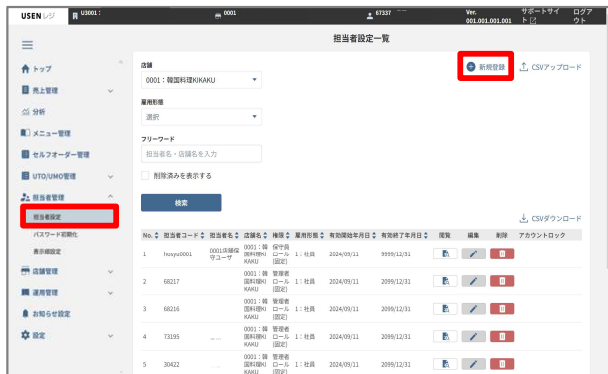 USEN レジ
U3001 :
0001
67337
Ver.
001.001.001.001
サポートサイ
ト
ログア
ウト
担当者設定一覧
トップ
売上管理
分析
メニュー管理
セルフオーダー管理
UTO/UMO管理
担当者管理
担当者設定
パスワード初期化
表示順設定
店舗管理
運用管理
お知らせ設定
設定
店舗
0001：韓国料理KIKAKU
新規登録
CSVアップロード
雇用形態
選択
フリーワード
担当者名・店舗名を入力
削除済みを表示する
検索
CSVダウンロード
No. 担当者コード 担当者名 店舗名 権限 雇用形態 有効開始年月日 有効終了年月日 閲覧 編集 削除 アカウントロック
1 hosyu0001 0001店舗保守ユーザ 0001：韓国料理KIKAKU 保守員ロール[固定] 1：社員 2024/09/11 9999/12/31
2 68217 0001：韓国料理KIKAKU 管理者ロール[固定] 1：社員 2024/09/11 2099/12/31
3 68216 0001：韓国料理KIKAKU 管理者ロール[固定] 1：社員 2024/09/11 2099/12/31
4 73195 0001：韓国料理KIKAKU 管理者ロール[固定] 1：社員 2024/09/11 2099/12/31
5 30422 0001：韓国料理KIKAKU 管理者ロール[固定] 1：社員 2024/09/11 2099/12/31